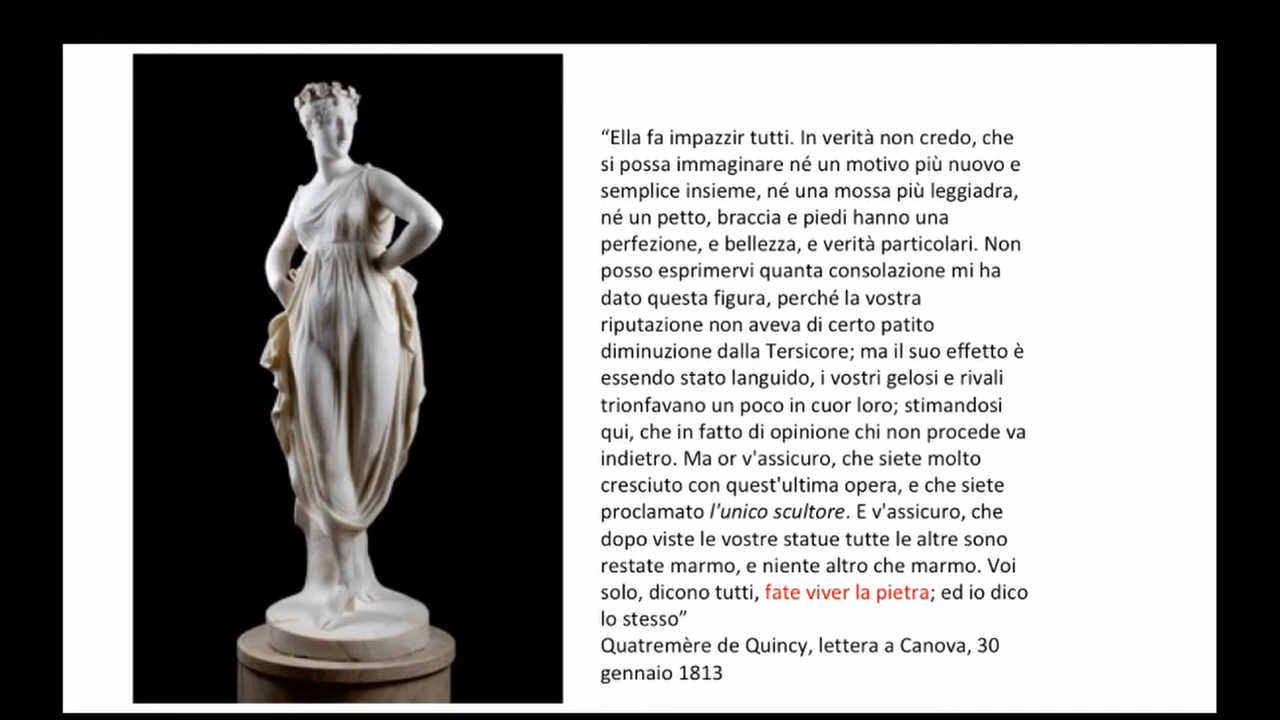 “Ella fa impazzir tutti. In verità non credo, che
si possa immaginare né un motivo più nuovo e
semplice insieme, né una mossa più leggiadra,
né un petto, braccia e piedi hanno una
perfezione, e bellezza, e verità particolari. Non
posso esprimervi quanta consolazione mi ha
dato questa figura, perché la vostra
riputazione non aveva di certo patito
diminuzione dalla Tersicore; ma il suo effetto è
essendo stato languido, i vostri gelosi e rivali
trionfavano un poco in cuor loro; stimandosi
qui, che in fatto di opinione chi non procede va
indietro. Ma or v'assicuro, che siete molto
cresciuto con quest'ultima opera, e che siete
proclamato l'unico scultore. E v'assicuro, che
dopo viste le vostre statue tutte le altre sono
restate marmo, e niente altro che marmo. Voi
solo, dicono tutti, fate viver la pietra; ed io dico
lo stesso”
Quatremère de Quincy, lettera a Canova, 30
gennaio 1813